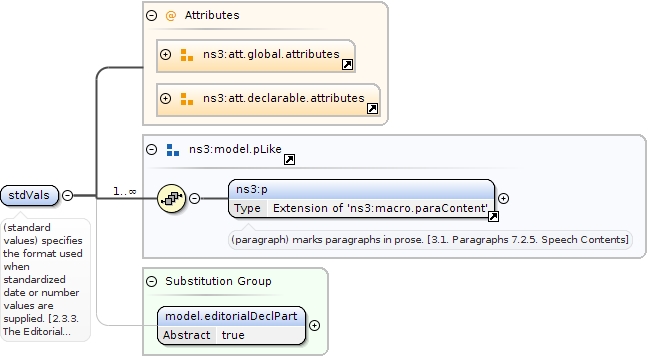 Attributes
ns3:att.global.attributes
ns3:att.declarable.attributes
ns3:model.pLike
stdVals
1..∞
ns3:p
Type Extension of 'ns3:macro.paraContent'
(paragraph) marks paragraphs in prose. [3.1. Paragraphs 7.2.5. Speech Contents]
(standard
values) specifies
the format used
when
standardized
date or number
values are
supplied. [2.3.3.
The Editorial...
Substitution Group
model.editorialDeclPart
Abstract true